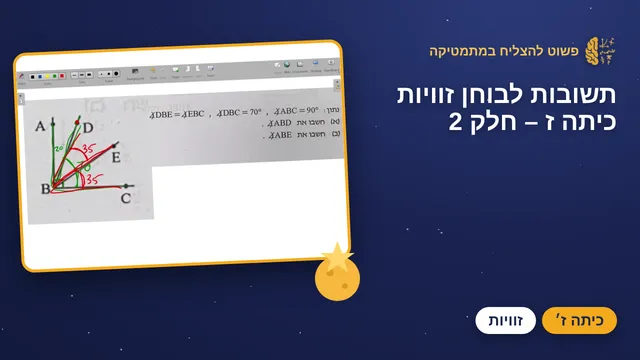 פשוט להצליח במתמטיקה
תשובות לבוחן זוויות
כיתה ז – חלק 2
נתון: ∡ABC = 90° , ∡DBC = 70° , ∡DBE = ∡EBC
(א) חשבו את ∡ABD .
(ב) חשבו את ∡ABE .
A
D
20°
35
E
70
35
B
C
כיתה ז׳
זוויות